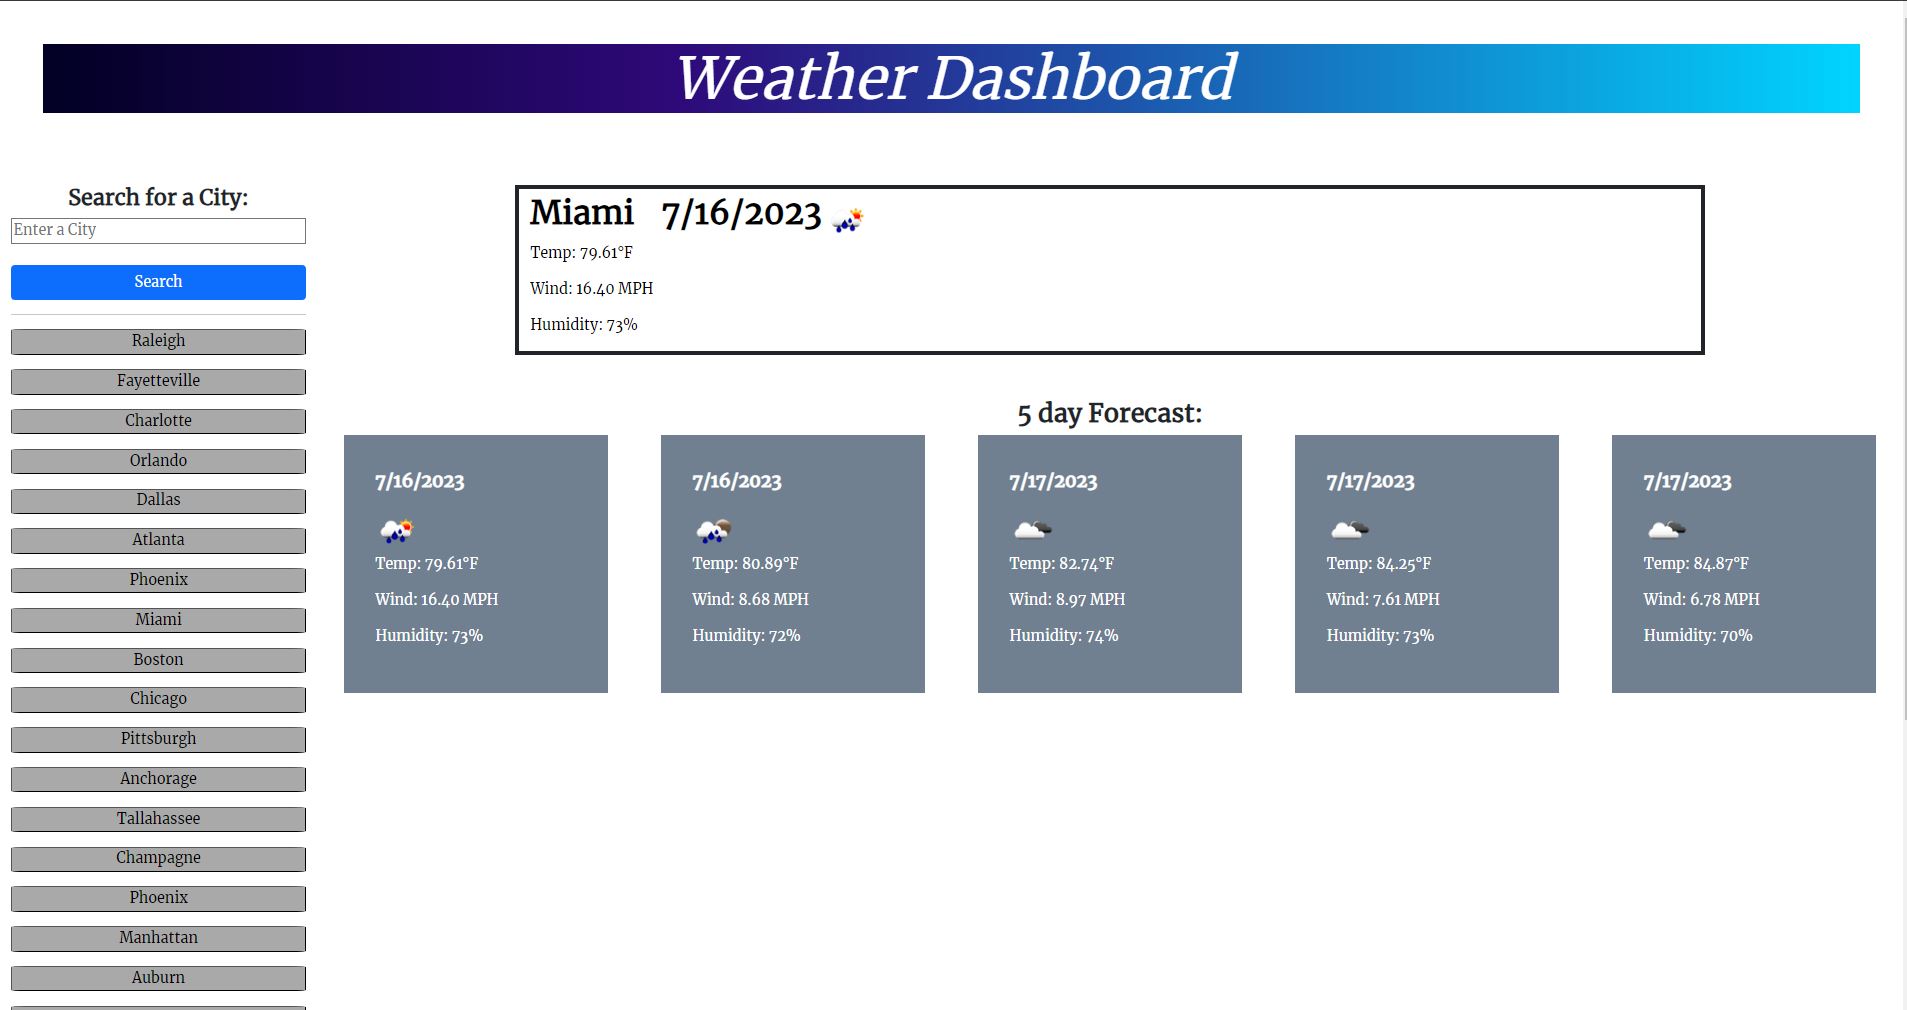 Weather Dashboard
Search for a City:
Enter a City
Search
Raleigh
Fayetteville
Charlotte
Orlando
Dallas
Atlanta
Phoenix
Miami
Boston
Chicago
Pittsburgh
Anchorage
Tallahassee
Champagne
Phoenix
Manhattan
Auburn
Miami 7/16/2023
Temp: 79.61°F
Wind: 16.40 MPH
Humidity: 73%
5 day Forecast:
7/16/2023
Temp: 79.61°F
Wind: 16.40 MPH
Humidity: 73%
7/16/2023
Temp: 80.89°F
Wind: 8.68 MPH
Humidity: 72%
7/17/2023
Temp: 82.74°F
Wind: 8.97 MPH
Humidity: 74%
7/17/2023
Temp: 84.25°F
Wind: 7.61 MPH
Humidity: 73%
7/17/2023
Temp: 84.87°F
Wind: 6.78 MPH
Humidity: 70%